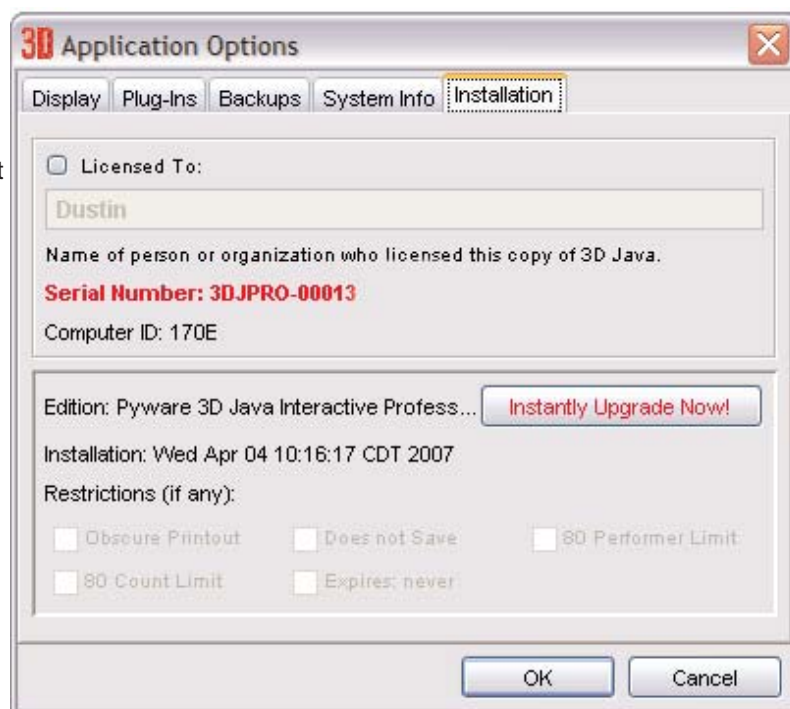 3D Application Options
Display Plug-Ins Backups System Info Installation
t
Licensed To:
Dustin
Name of person or organization who licensed this copy of 3D Java.
Serial Number: 3DJPRO-00013
Computer ID: 170E
Edition: Pyware 3D Java Interactive Profess... Instantly Upgrade Now!
Installation: Wed Apr 04 10:16:17 CDT 2007
Restrictions (if any):
Obscure Printout Does not Save 80 Performer Limit
80 Count Limit Expires: never
OK Cancel